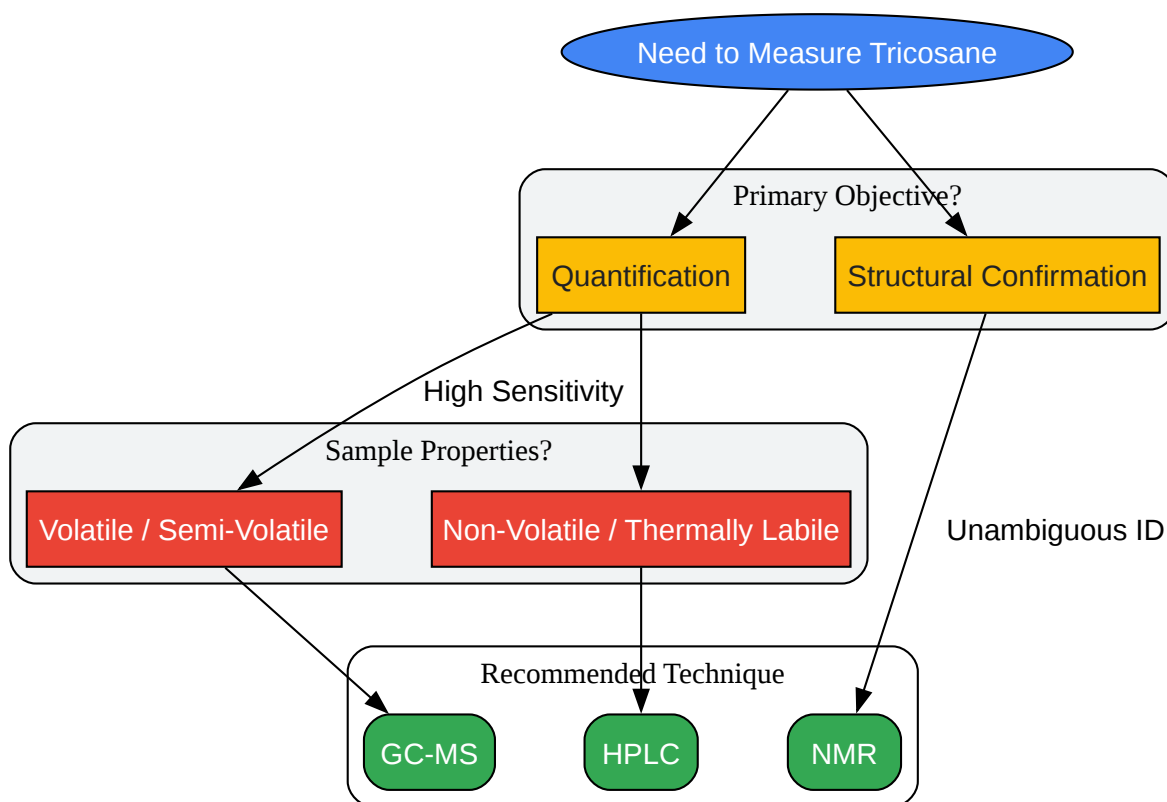 Need to Measure Tricosane
Primary Objective?
Quantification
Structural Confirmation
High Sensitivity
Sample Properties?
Volatile / Semi-Volatile
Non-Volatile / Thermally Labile
Unambiguous ID
Recommended Technique
GC-MS
HPLC
NMR